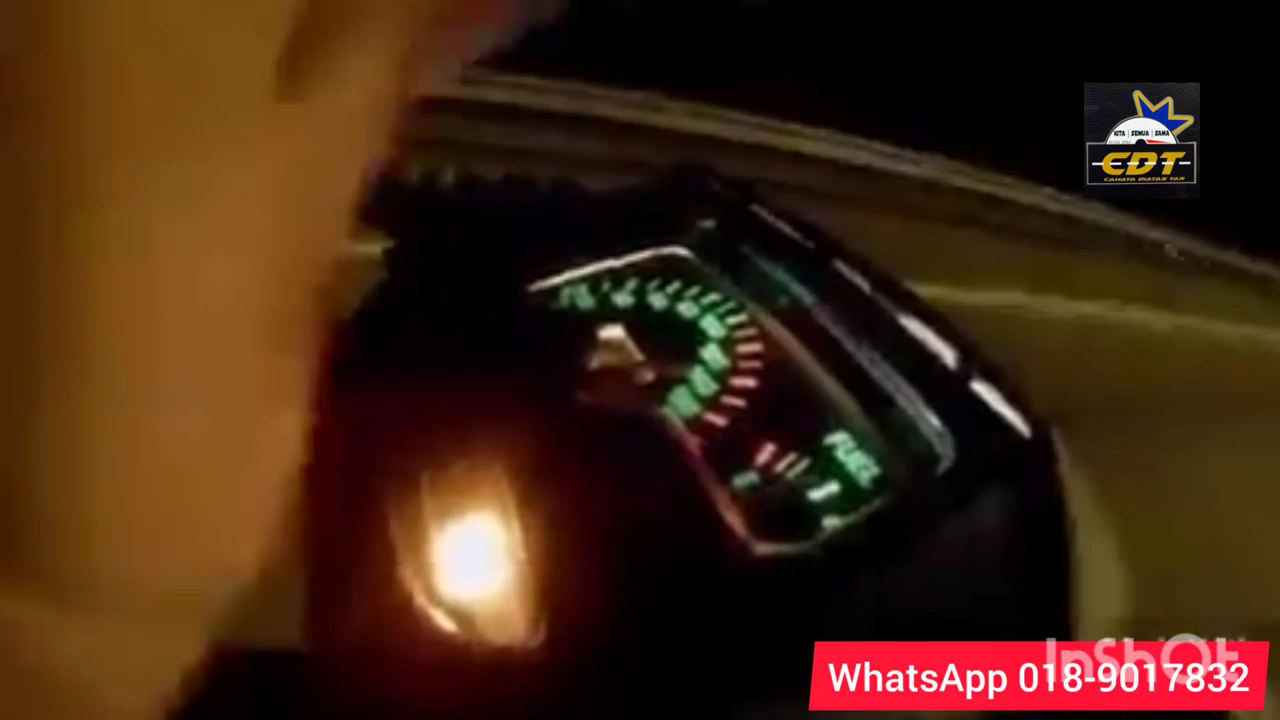 KITA | SEMUA | SAMA
CDT
CAHAYA DIATAS TAR
FUEL
InShOt
WhatsApp 018-9017832